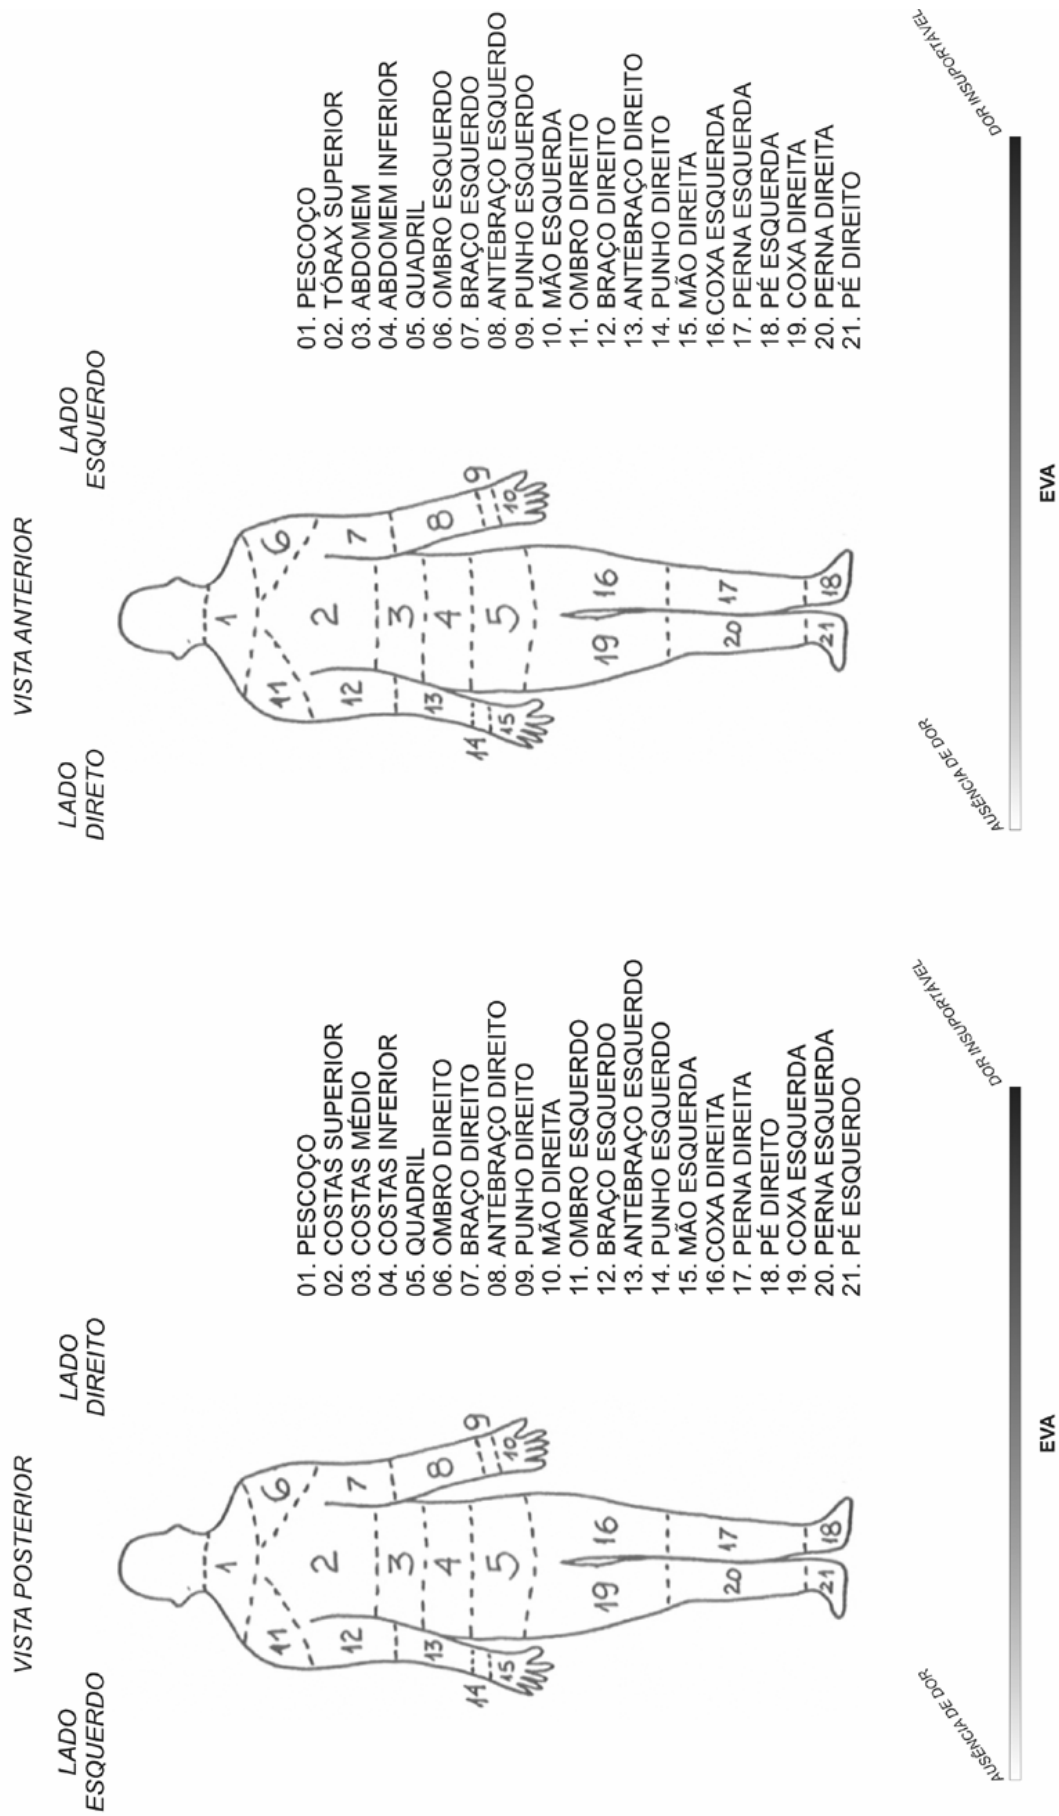 VISTA POSTERIOR
LADO
ESQUERDO
LADO
DIREITO
1
11
6
2
12
7
3
13
8
4
14
9
5
15
10
19
16
20
17
21
18
01. PESCOÇO
02. COSTAS SUPERIOR
03. COSTAS MÉDIO
04. COSTAS INFERIOR
05. QUADRIL
06. OMBRO DIREITO
07. BRAÇO DIREITO
08. ANTEBRAÇO DIREITO
09. PUNHO DIREITO
10. MÃO DIREITA
11. OMBRO ESQUERDO
12. BRAÇO ESQUERDO
13. ANTEBRAÇO ESQUERDO
14. PUNHO ESQUERDO
15. MÃO ESQUERDA
16.COXA DIREITA
17. PERNA DIREITA
18. PÉ DIREITO
19. COXA ESQUERDA
20. PERNA ESQUERDA
21. PÉ ESQUERDO
AUSÊNCIA DE DOR
DOR INSUPORTÁVEL
EVA
VISTA ANTERIOR
LADO
DIRETO
LADO
ESQUERDO
1
11
6
2
12
7
3
13
8
4
14
9
5
15
10
19
16
20
17
21
18
01. PESCOÇO
02. TÓRAX SUPERIOR
03. ABDOMEM
04. ABDOMEM INFERIOR
05. QUADRIL
06. OMBRO ESQUERDO
07. BRAÇO ESQUERDO
08. ANTEBRAÇO ESQUERDO
09. PUNHO ESQUERDO
10. MÃO ESQUERDA
11. OMBRO DIREITO
12. BRAÇO DIREITO
13. ANTEBRAÇO DIREITO
14. PUNHO DIREITO
15. MÃO DIREITA
16.COXA ESQUERDA
17. PERNA ESQUERDA
18. PÉ ESQUERDA
19. COXA DIREITA
20. PERNA DIREITA
21. PÉ DIREITO
AUSÊNCIA DE DOR
DOR INSUPORTÁVEL
EVA